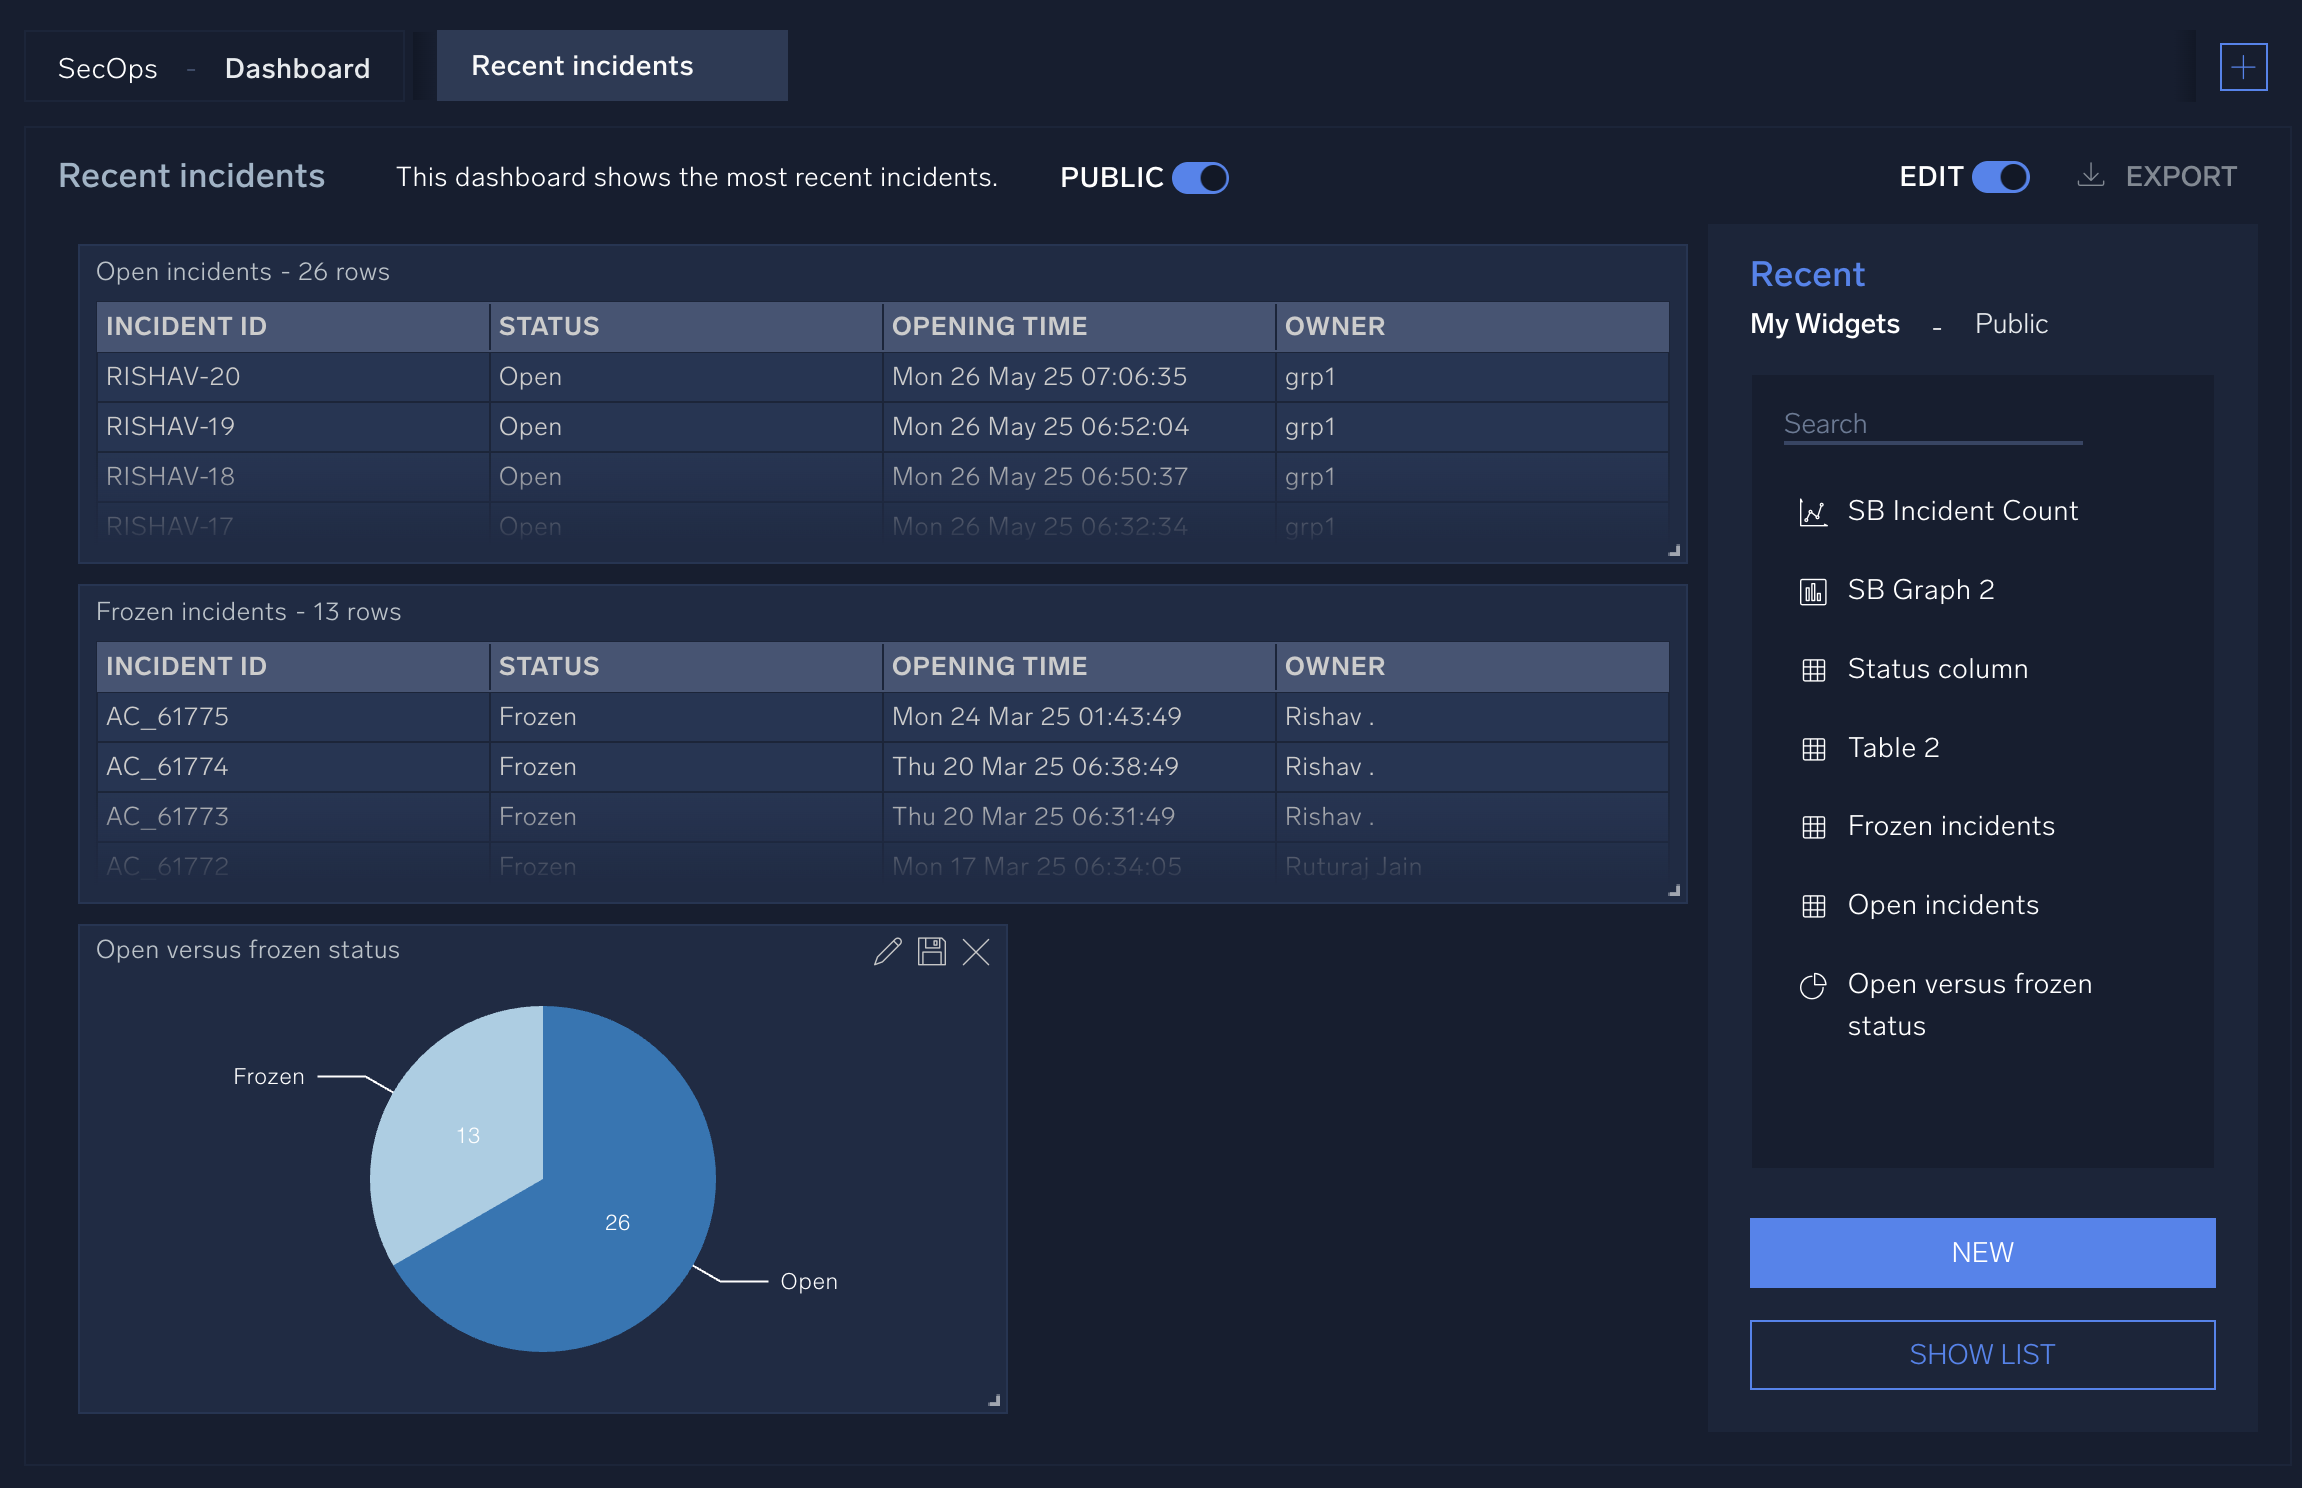 SecOps - Dashboard
Recent incidents
Recent incidents
This dashboard shows the most recent incidents.
PUBLIC
EDIT
EXPORT
Open incidents - 26 rows
INCIDENT ID STATUS OPENING TIME OWNER
RISHAV-20 Open Mon 26 May 25 07:06:35 grp1
RISHAV-19 Open Mon 26 May 25 06:52:04 grp1
RISHAV-18 Open Mon 26 May 25 06:50:37 grp1
RISHAV-17 Open Mon 26 May 25 06:32:34 grp1
Frozen incidents - 13 rows
INCIDENT ID STATUS OPENING TIME OWNER
AC_61775 Frozen Mon 24 Mar 25 01:43:49 Rishav .
AC_61774 Frozen Thu 20 Mar 25 06:38:49 Rishav .
AC_61773 Frozen Thu 20 Mar 25 06:31:49 Rishav .
AC_61772 Frozen Mon 17 Mar 25 06:34:05 Ruturaj Jain
Open versus frozen status
Frozen
13
26
Open
Recent
My Widgets - Public
Search
SB Incident Count
SB Graph 2
Status column
Table 2
Frozen incidents
Open incidents
Open versus frozen
status
NEW
SHOW LIST